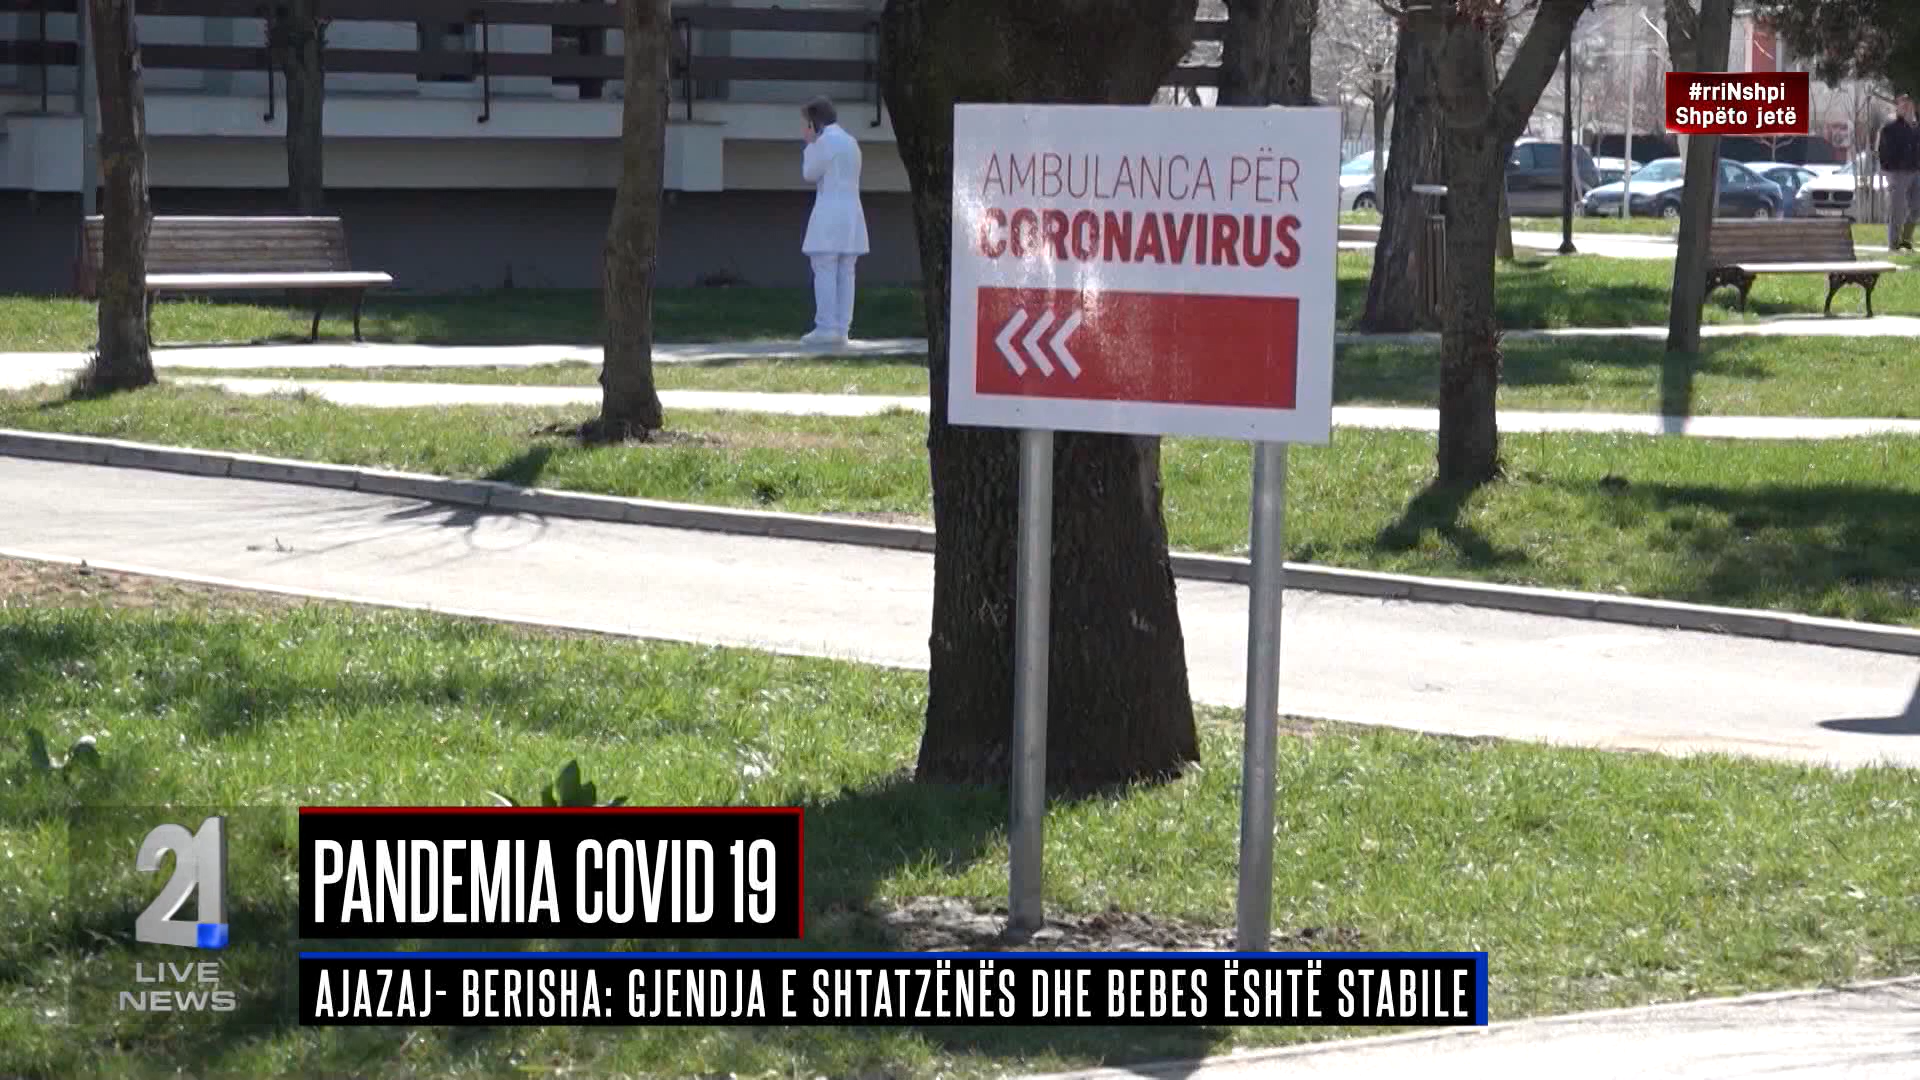 #rriNshpi
Shpëto jetë
AMBULANCA PËR
CORONAVIRUS
21
LIVE
NEWS
PANDEMIA COVID 19
AJAZAJ- BERISHA: GJENDJA E SHTATZËNËS DHE BEBES ËSHTË STABILE